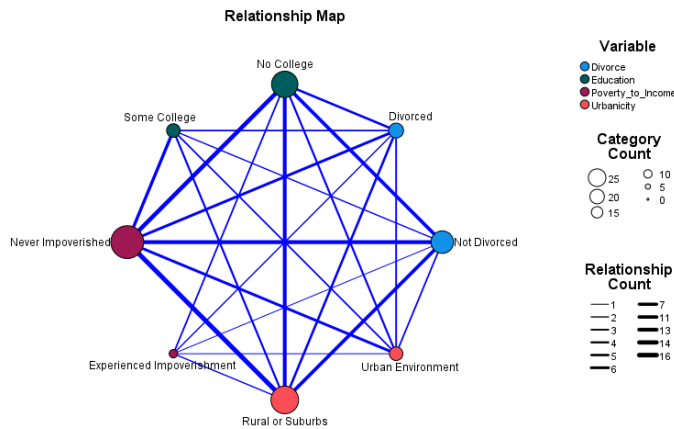 Relationship Map
No College
Some College
Divorced
Never Impoverished
Not Divorced
Experienced Impoverishment
Urban Environment
Rural or Suburbs
Variable
Divorce
Education
Poverty_to_Income
Urbanicity
Category
Count
25
20
15
10
5
0
Relationship
Count
1
2
3
4
5
6
7
11
13
14
16